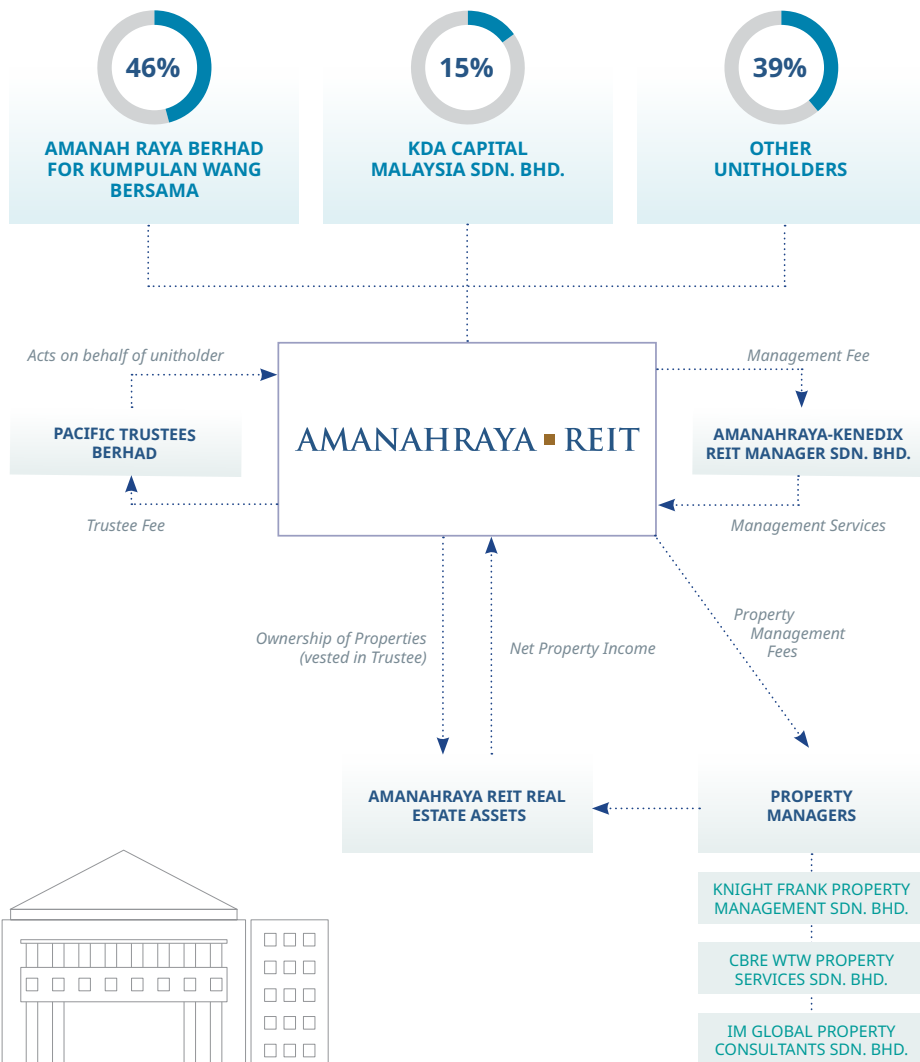 46%
AMANAH RAYA BERHAD
FOR KUMPULAN WANG
BERSAMA
15%
KDA CAPITAL
MALAYSIA SDN. BHD.
39%
OTHER
UNITHOLDERS
Acts on behalf of unitholder
PACIFIC TRUSTEES
BERHAD
Trustee Fee
AMANAHRAYA REIT
Management Fee
AMANAHRAYA-KENEDIX
REIT MANAGER SDN. BHD.
Management Services
Ownership of Properties
(vested in Trustee)
Net Property Income
Property
Management
Fees
AMANAHRAYA REIT REAL
ESTATE ASSETS
PROPERTY
MANAGERS
KNIGHT FRANK PROPERTY
MANAGEMENT SDN. BHD.
CBRE WTW PROPERTY
SERVICES SDN. BHD.
IM GLOBAL PROPERTY
CONSULTANTS SDN. BHD.